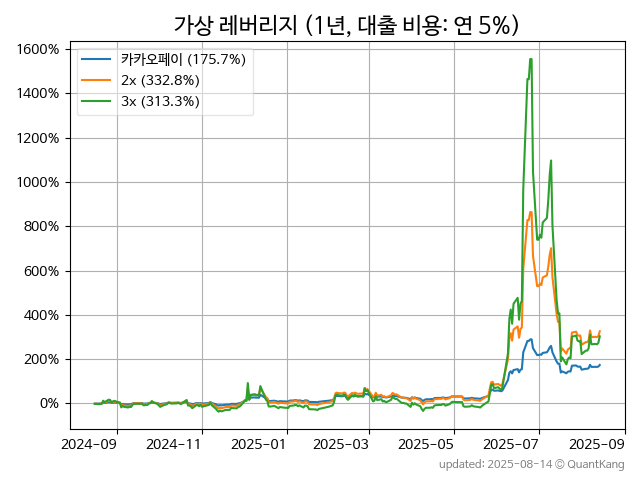 가상 레버리지 (1년, 대출 비용: 연 5%)
1600%
1400%
1200%
1000%
800%
600%
400%
200%
0%
카카오페이 (175.7%)
2x (332.8%)
3x (313.3%)
2024-09 2024-11 2025-01 2025-03 2025-05 2025-07 2025-09
updated: 2025-08-14 © QuantKang